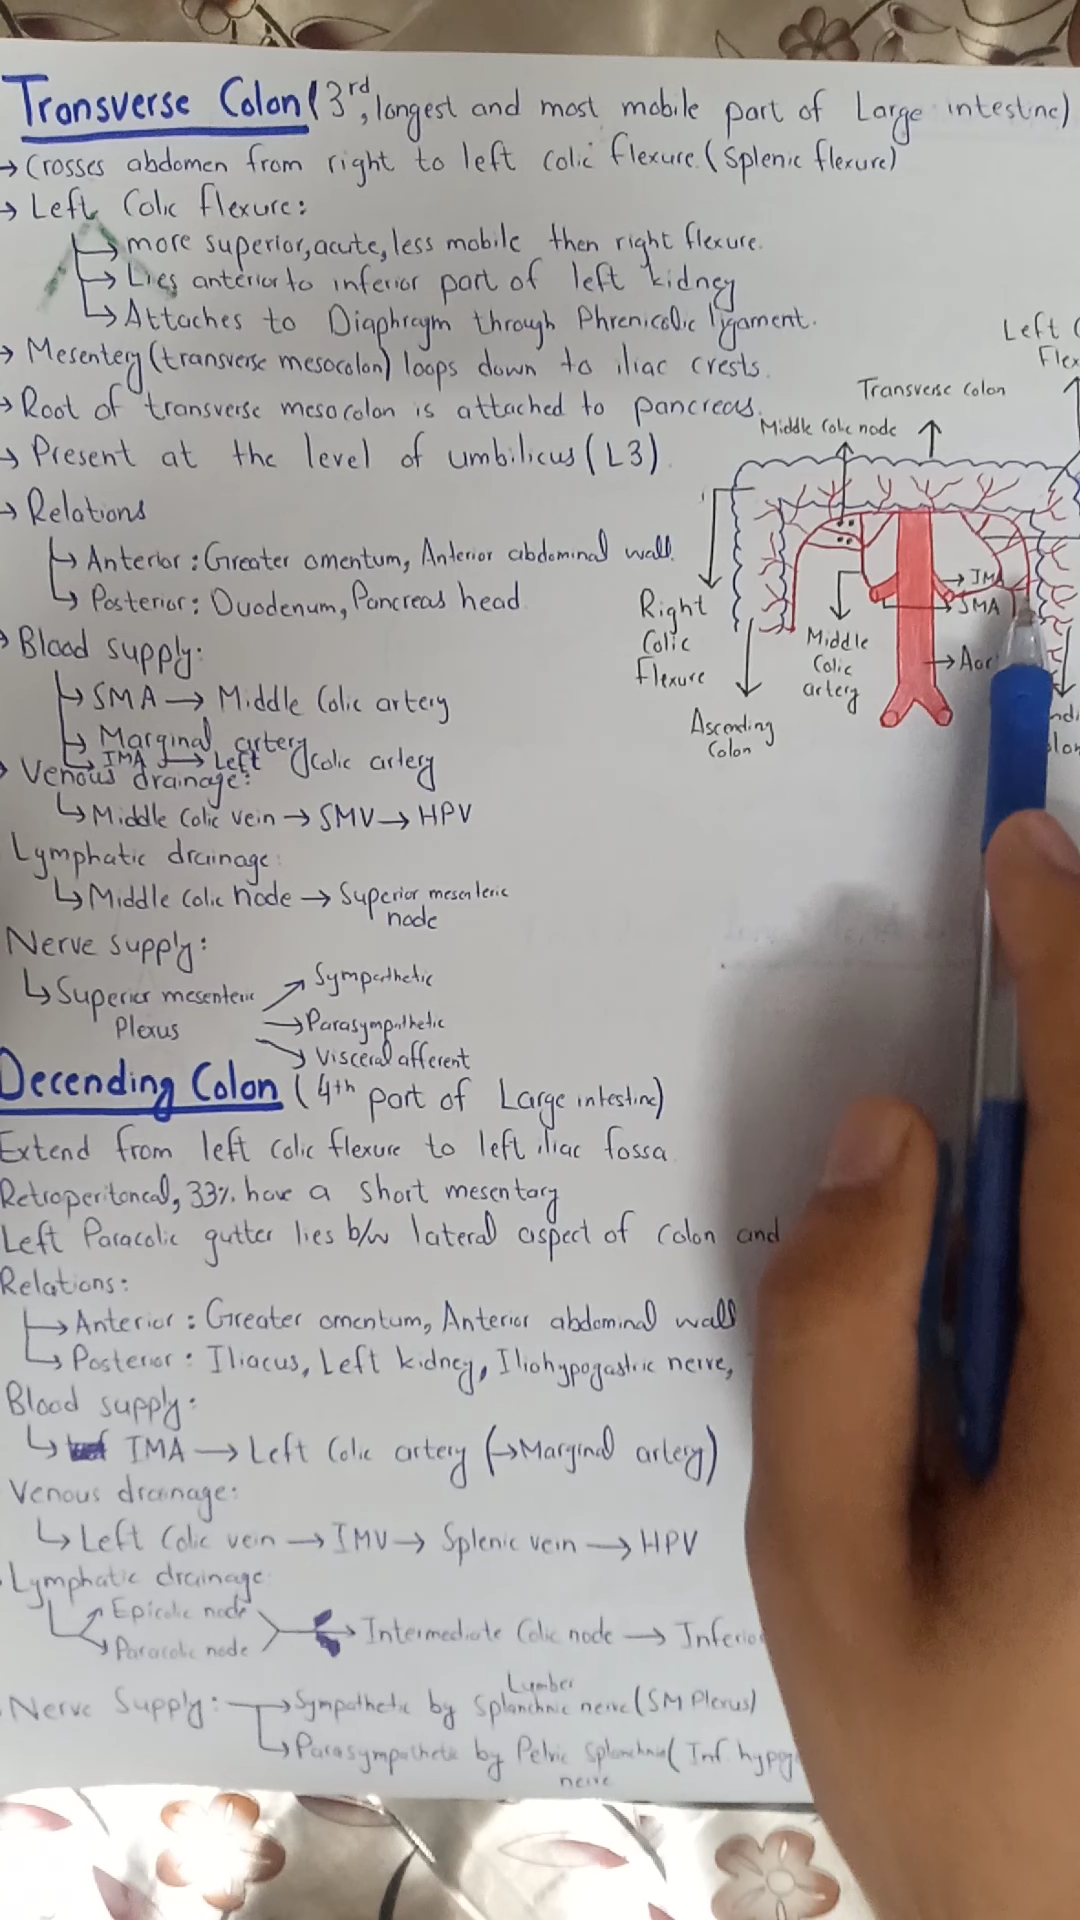 Transverse Colon (3rd, longest and most mobile part of Large intestine)
→ Crosses abdomen from right to left colic flexure. (Splenic flexure)
→ Left Colic flexure:
→ more superior, acute, less mobile then right flexure.
→ Lies anterior to inferior part of left kidney
→ Attaches to Diaphragm through Phrenicolic ligament.
→ Mesentery (transverse mesocolon) loops down to iliac crests.
→ Root of transverse mesocolon is attached to pancreas.
→ Present at the level of umbilicus (L3)
→ Relations
→ Anterior : Greater omentum, Anterior abdominal wall
→ Posterior : Duodenum, Pancreas head
Left
Transverse Colon
Middle Colic node
IMA
SMA
Right Colic Flexure
Middle Colic artery
Ascending Colon
→ Blood supply:
→ SMA → Middle Colic artery
→ Marginal artery
→ IMA → Left Colic artery
→ Venous drainage:
→ Middle Colic vein → SMV → HPV
Lymphatic drainage:
→ Middle Colic node → Superior mesenteric node
Nerve supply:
→ Superior mesenteric Plexus
→ Sympathetic
→ Parasympathetic
→ Visceral afferent
Decending Colon (4th part of Large intestine)
Extend from left colic flexure to left iliac fossa
Retroperitoneal, 33% have a short mesentary
Left Paracolic gutter lies b/w lateral aspect of colon and
Relations:
→ Anterior : Greater omentum, Anterior abdominal wall
→ Posterior : Iliacus, Left kidney, Iliohypogastric nerve,
Blood supply:
→ IMA → Left Colic artery (→ Marginal artery)
Venous drainage:
→ Left Colic vein → IMV → Splenic vein → HPV
Lymphatic drainage
→ Epicolic node
→ Paracolic node
→ Intermediate Colic node →
Nerve Supply: → Sympathetic by Lumber Splanchnic nerve (SM Plexus)
→ Parasympathetic by Pelvic Splanchnic nerve (Inf.